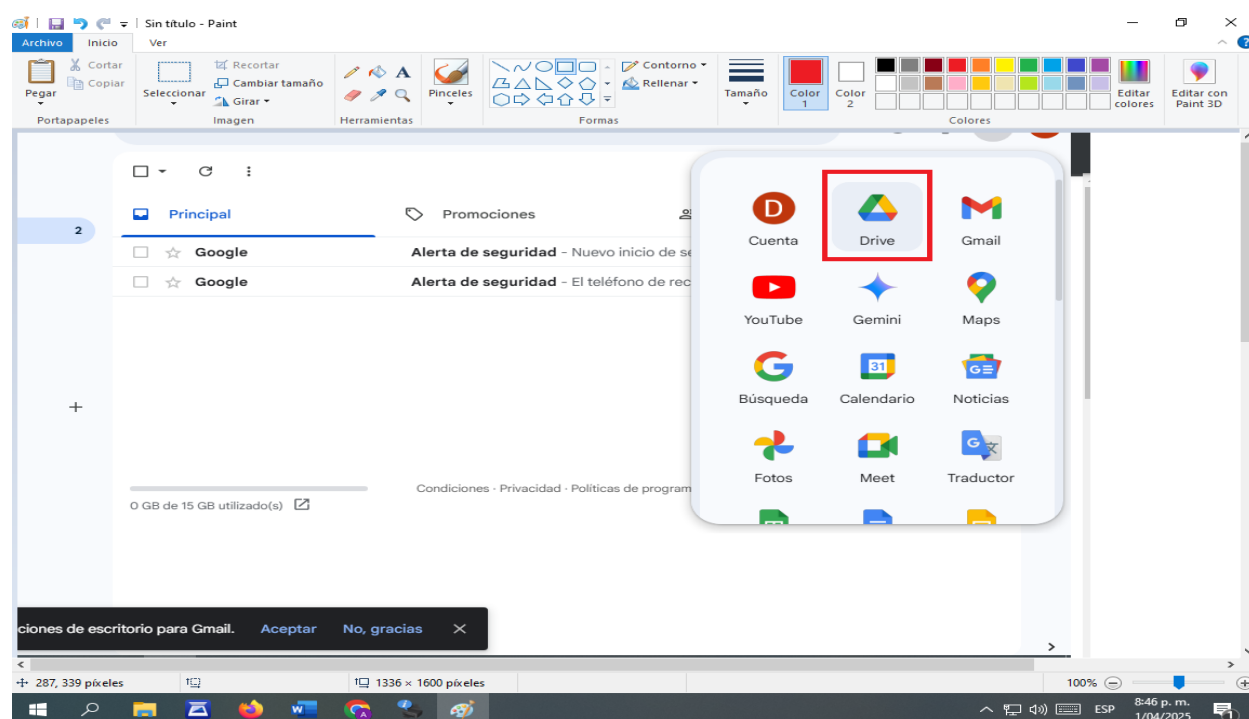 Sin título - Paint
Archivo Inicio Ver
Pegar
Cortar
Copiar
Portapapeles
Seleccionar
Recortar
Cambiar tamaño
Girar
Imagen
A
Herramientas
Pinceles
Contorno
Rellenar
Formas
Tamaño
Color 1
Color 2
Colores
Editar colores
Editar con Paint 3D
2
Principal Promociones
Google Alerta de seguridad - Nuevo inicio de se
Google Alerta de seguridad - El teléfono de rec
D
Cuenta Drive Gmail
YouTube Gemini Maps
31
Búsqueda Calendario Noticias
Fotos Meet Traductor
0 GB de 15 GB utilizado(s)
Condiciones · Privacidad · Políticas de program
ciones de escritorio para Gmail. Aceptar No, gracias
287, 339 píxeles 1336 × 1600 píxeles 100%
ESP
8:46 p. m.
1/04/2025